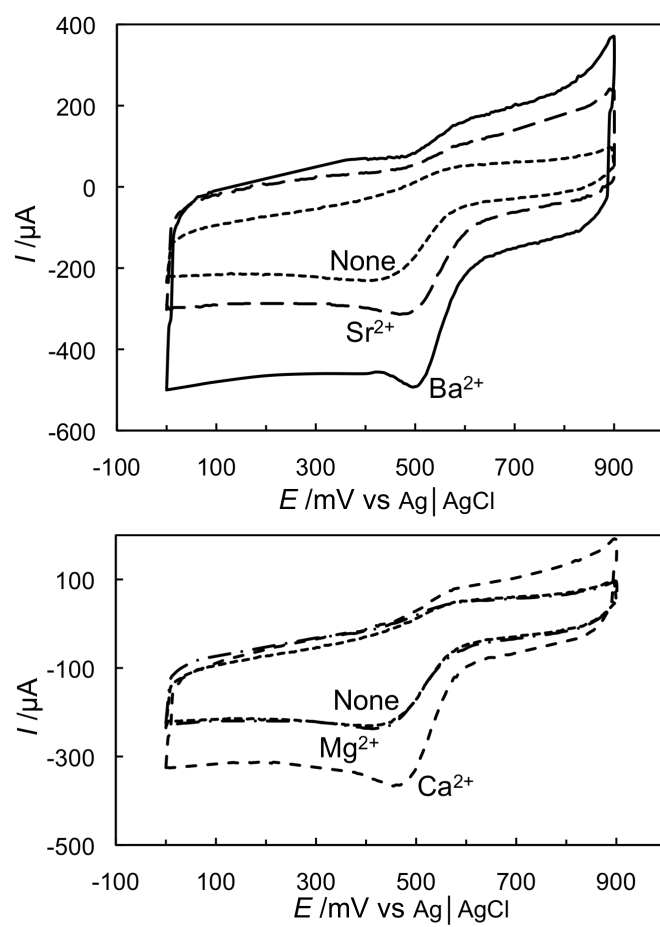 400
200
0
-200
-400
-600
I /μA
None
Sr²⁺
Ba²⁺
-100 100 300 500 700 900
E /mV vs Ag|AgCl
100
-100
-300
-500
I /μA
None
Mg²⁺
Ca²⁺
-100 100 300 500 700 900
E /mV vs Ag|AgCl